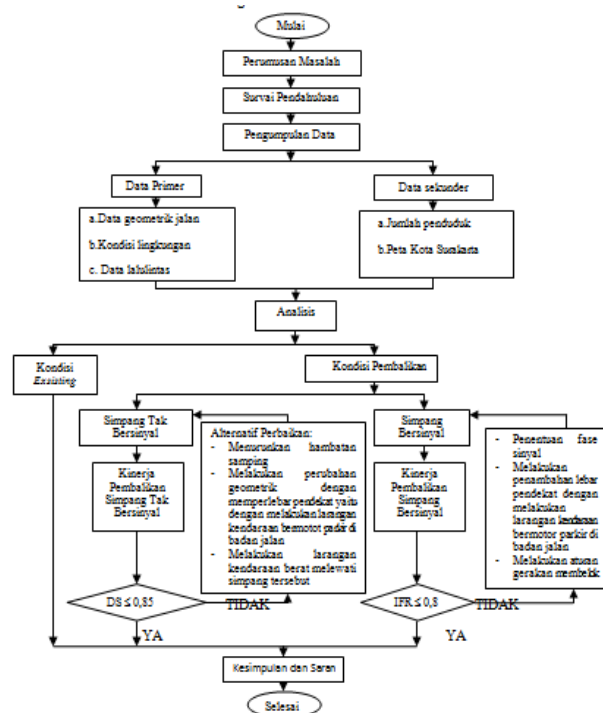 Mulai
Perumusan Masalah
Survai Pendahuluan
Pengumpulan Data
Data Primer
Data sekunder
a.Data geometrik jalan
b.Kondisi lingkungan
c. Data lalulintas
a.Jumlah penduduk
b.Peta Kota Surakarta
Analisis
Kondisi
Exsisting
Kondisi Pembalikan
Simpang Tak
Bersinyal
Kinerja
Pembalikan
Simpang Tak
Bersinyal
DS ≤ 0,85
TIDAK
YA
Alternatif Perbaikan:
- Menurunkan hambatan
samping
- Melakukan perubahan
geometrik dengan
memperlebar pendekat yaitu
dengan melakukan larangan
kendaraan bermotot parkir di
badan jalan
- Melakukan larangan
kendaraan berat melewati
simpang tersebut
Simpang
Bersinyal
Kinerja
Pembalikan
Simpang
Bersinyal
IFR ≤ 0,8
TIDAK
YA
- Penentuan fase
sinyal
- Melakukan
penambahan lebar
pendekat dengan
melakukan
larangan kendaraan
bermotor parkir di
badan jalan
- Melakukan aturan
gerakan membelok
Kesimpulan dan Saran
Selesai